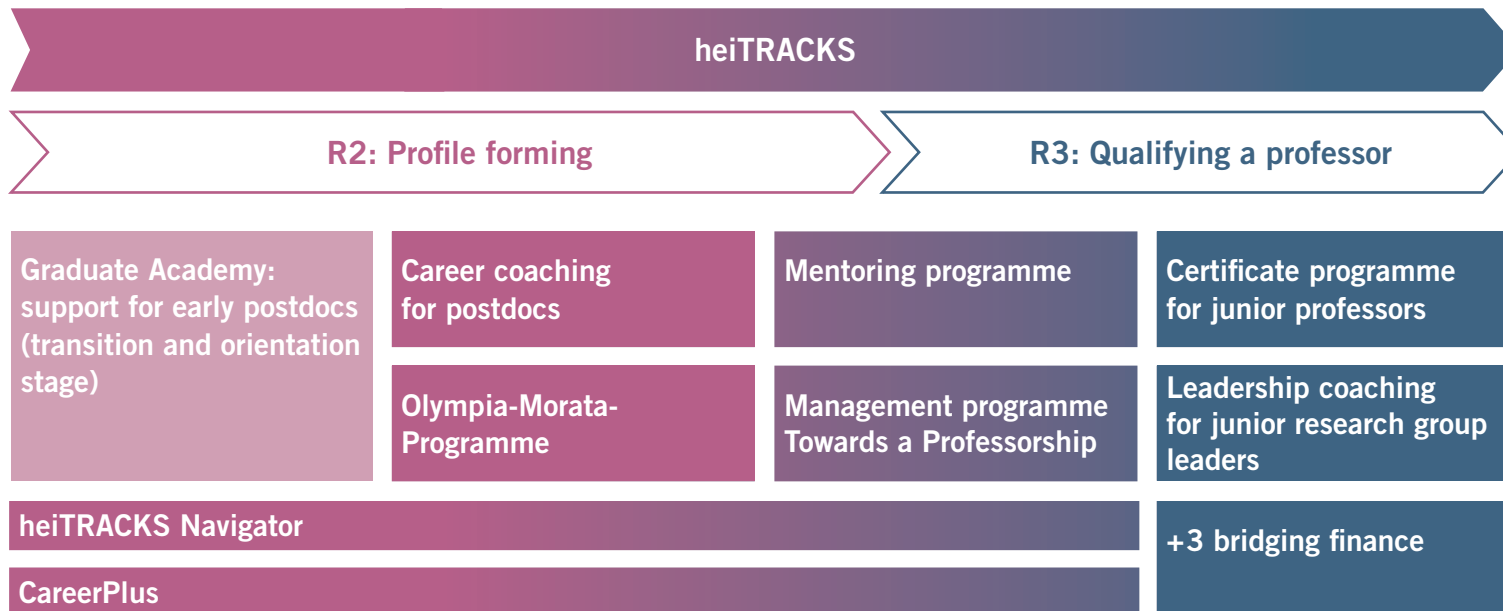 heiTRACKS
R2: Profile forming
R3: Qualifying a professor
Graduate Academy:
support for early postdocs
(transition and orientation
stage)
Career coaching
for postdocs
Mentoring programme
Certificate programme
for junior professors
Olympia-Morata-
Programme
Management programme
Towards a Professorship
Leadership coaching
for junior research group
leaders
heiTRACKS Navigator
+3 bridging finance
CareerPlus